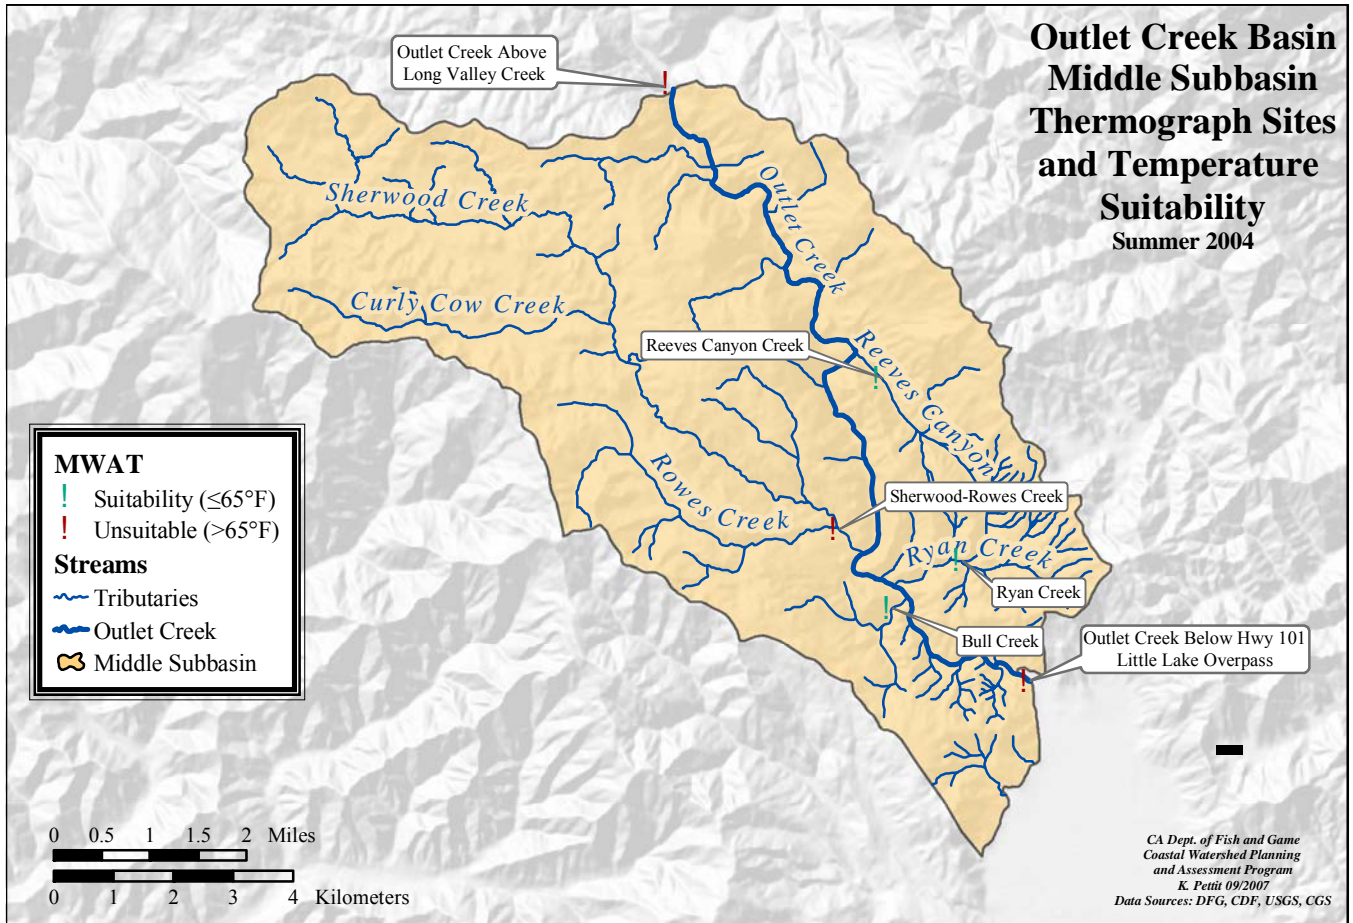 Outlet Creek Basin
Middle Subbasin
Thermograph Sites
and Temperature
Suitability
Summer 2004
Outlet Creek Above
Long Valley Creek
Sherwood Creek
Outlet Creek
Curly Cow Creek
Reeves Canyon Creek
Reeves Canyon
Rowes Creek
Sherwood-Rowes Creek
Ryan Creek
Ryan Creek
Bull Creek
Outlet Creek Below Hwy 101
Little Lake Overpass
MWAT
! Suitability (≤65°F)
! Unsuitable (>65°F)
Streams
Tributaries
Outlet Creek
Middle Subbasin
0 0.5 1 1.5 2 Miles
0 1 2 3 4 Kilometers
CA Dept. of Fish and Game
Coastal Watershed Planning
and Assessment Program
K. Pettit 09/2007
Data Sources: DFG, CDF, USGS, CGS